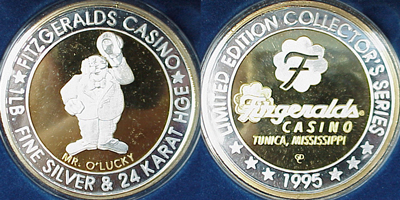 ★ FITZGERALDS CASINO ★
1LB. FINE SILVER & 24 KARAT HGE
MR. O'LUCKY
LIMITED EDITION COLLECTOR'S SERIES
F
Fitzgeralds
CASINO
TUNICA, MISSISSIPPI
★★★★★ 1995 ★★★★★